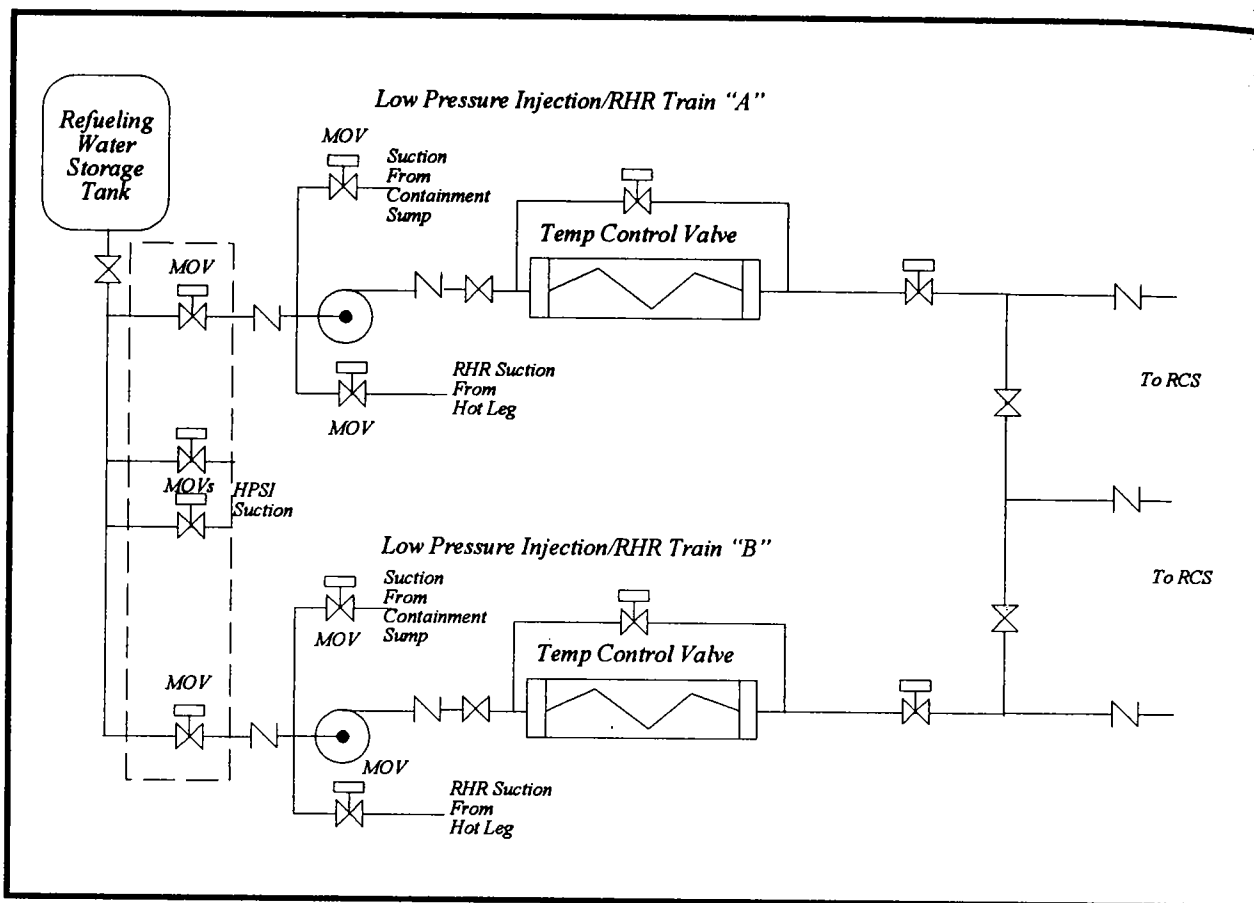 Low Pressure Injection/RHR Train "A"
Refueling
Water
Storage
Tank
MOV
Suction
From
Containment
Sump
Temp Control Valve
MOV
RHR Suction
From
Hot Leg
MOV
To RCS
MOVs
HPSI
Suction
Low Pressure Injection/RHR Train "B"
Suction
From
Containment
Sump
MOV
To RCS
Temp Control Valve
MOV
MOV
RHR Suction
From
Hot Leg